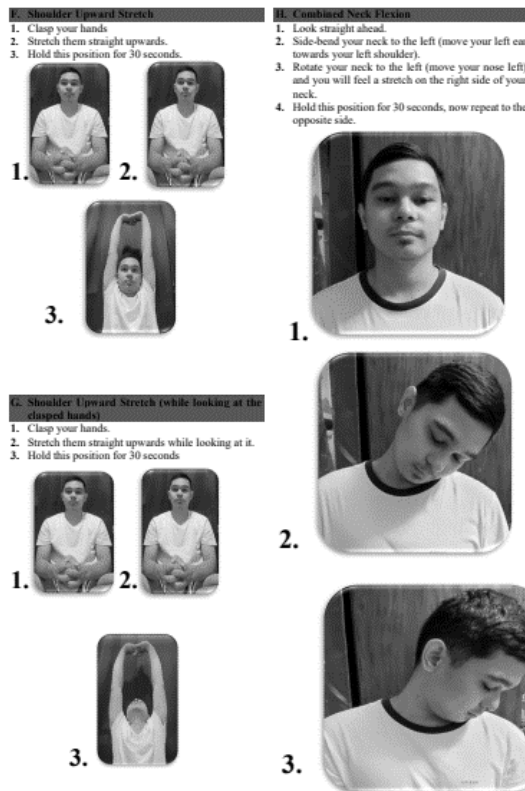 F. Shoulder Upward Stretch
1. Clasp your hands
2. Stretch them straight upwards.
3. Hold this position for 30 seconds.
1.
2.
3.
G. Shoulder Upward Stretch (while looking at the
clasped hands)
1. Clasp your hands.
2. Stretch them straight upwards while looking at it.
3. Hold this position for 30 seconds
1.
2.
3.
H. Combined Neck Flexion
1. Look straight ahead.
2. Side-bend your neck to the left (move your left ear
towards your left shoulder).
3. Rotate your neck to the left (move your nose left)
and you will feel a stretch on the right side of your
neck.
4. Hold this position for 30 seconds, now repeat to the
opposite side.
1.
2.
3.